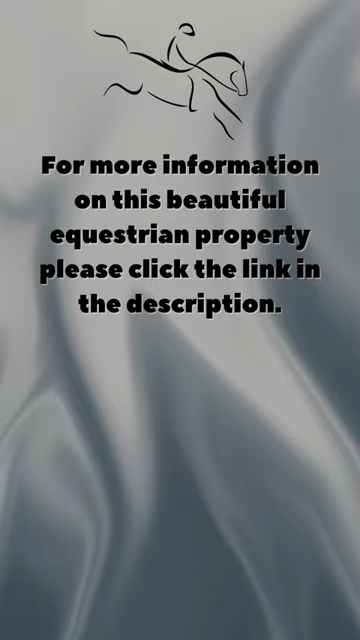 For more information
on this beautiful
equestrian property
please click the link in
the description.